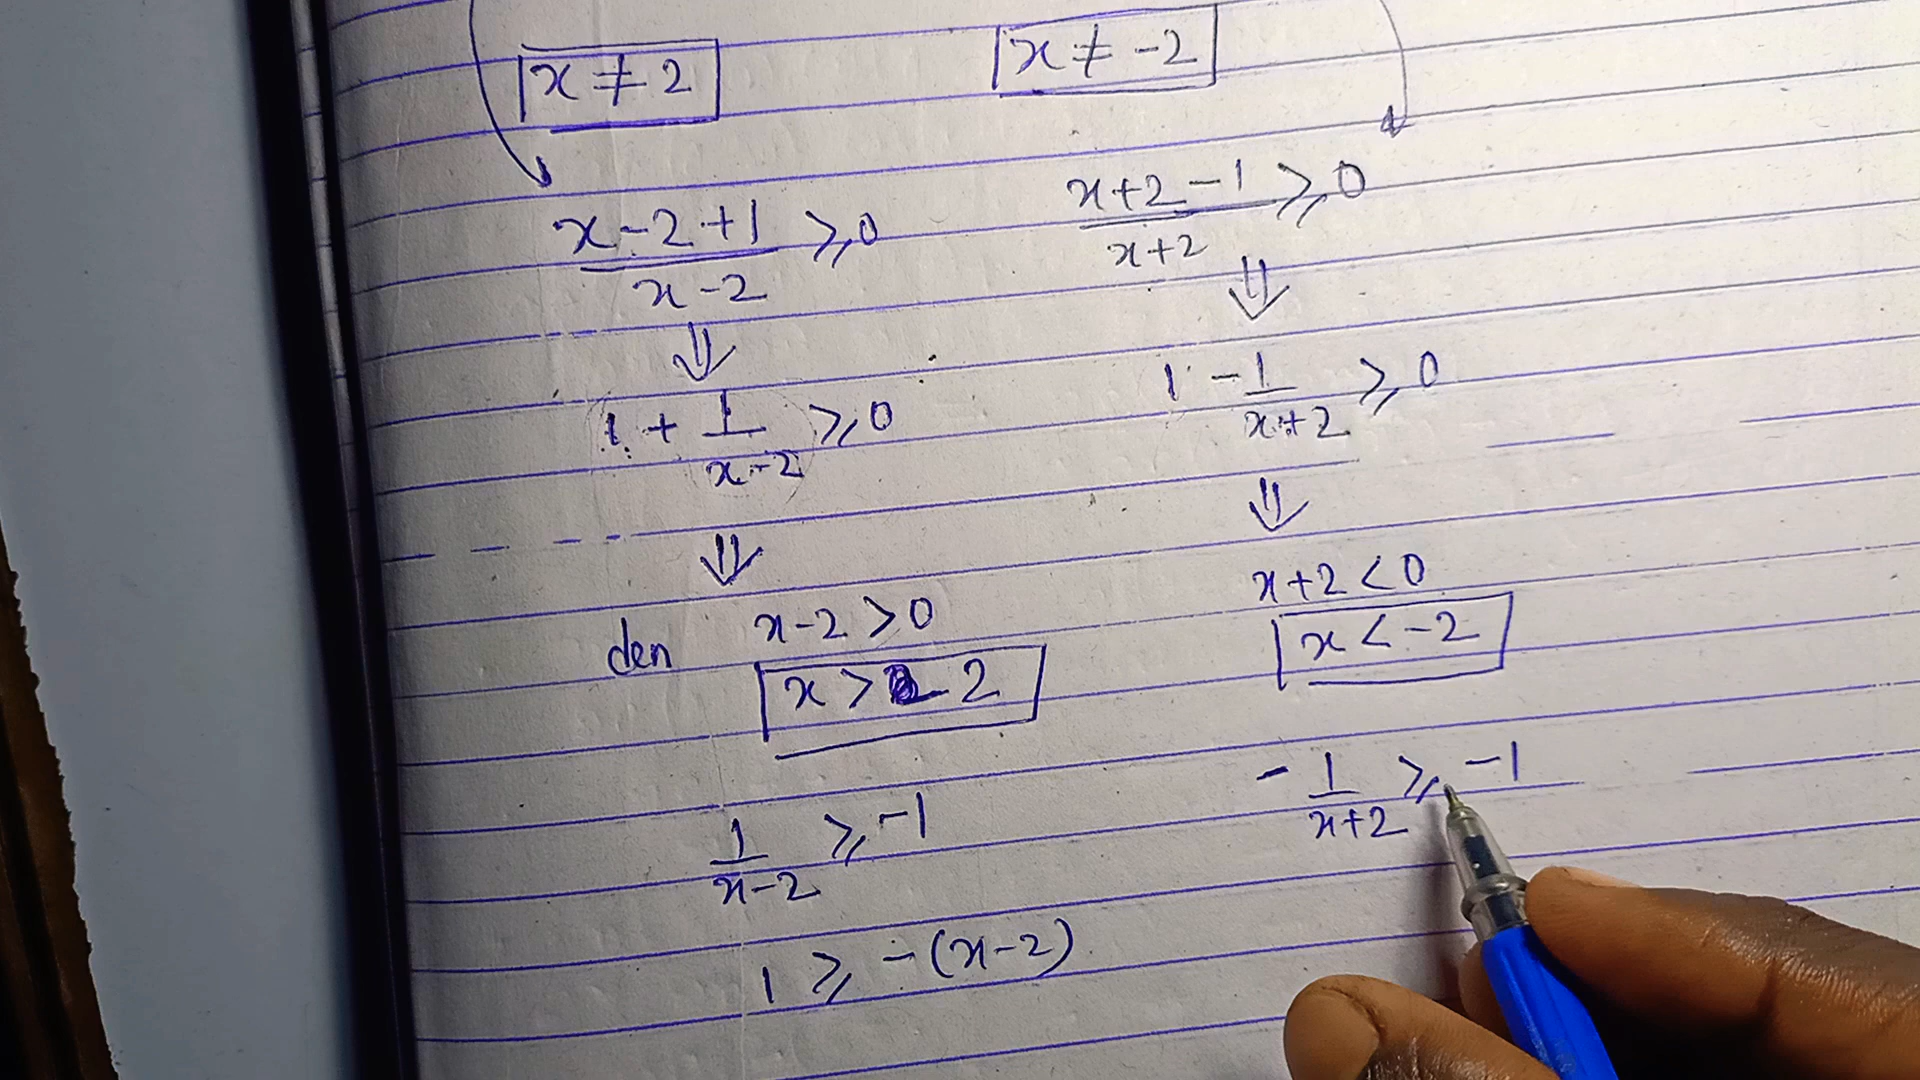 x ≠ 2
x ≠ -2
(x-2+1)/(x-2) ⩾ 0
(x+2-1)/(x+2) ⩾ 0
⇓
⇓
1 + 1/(x-2) ⩾ 0
1 - 1/(x+2) ⩾ 0
⇓
⇓
den x-2 > 0
x+2 < 0
x > 2
x < -2
1/(x-2) ⩾ -1
-1/(x+2) ⩾ -1
1 ⩾ -(x-2)